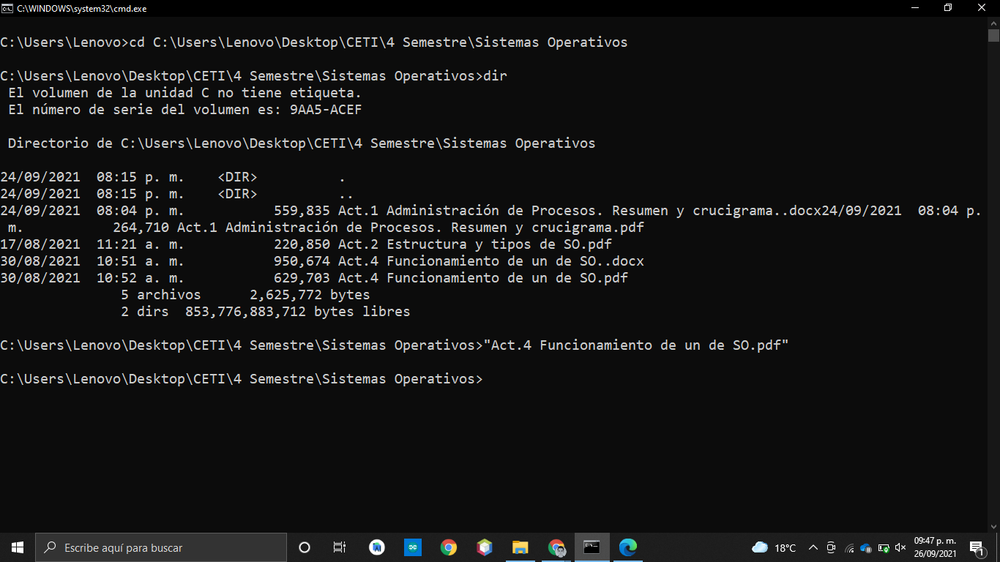 C:\WINDOWS\system32\cmd.exe
C:\Users\Lenovo>cd C:\Users\Lenovo\Desktop\CETI\4 Semestre\Sistemas Operativos
C:\Users\Lenovo\Desktop\CETI\4 Semestre\Sistemas Operativos>dir
El volumen de la unidad C no tiene etiqueta.
El número de serie del volumen es: 9AA5-ACEF
Directorio de C:\Users\Lenovo\Desktop\CETI\4 Semestre\Sistemas Operativos
24/09/2021  08:15 p. m.    <DIR>          .
24/09/2021  08:15 p. m.    <DIR>          ..
24/09/2021  08:04 p. m.           559,835 Act.1 Administración de Procesos. Resumen y crucigrama..docx24/09/2021  08:04 p.
m.           264,710 Act.1 Administración de Procesos. Resumen y crucigrama.pdf
17/08/2021  11:21 a. m.           220,850 Act.2 Estructura y tipos de SO.pdf
30/08/2021  10:51 a. m.           950,674 Act.4 Funcionamiento de un de SO..docx
30/08/2021  10:52 a. m.           629,703 Act.4 Funcionamiento de un de SO.pdf
5 archivos      2,625,772 bytes
2 dirs  853,776,883,712 bytes libres
C:\Users\Lenovo\Desktop\CETI\4 Semestre\Sistemas Operativos>"Act.4 Funcionamiento de un de SO.pdf"
C:\Users\Lenovo\Desktop\CETI\4 Semestre\Sistemas Operativos>
Escribe aquí para buscar
18°C
09:47 p. m.
26/09/2021
1